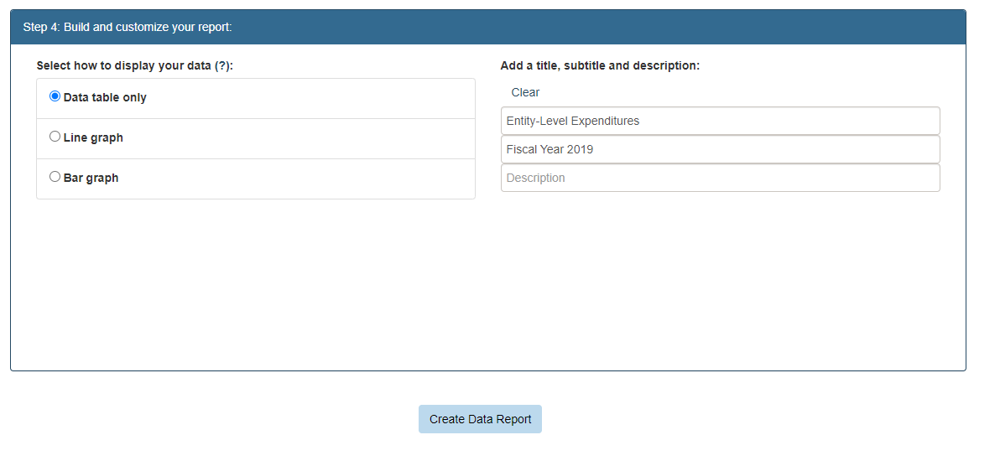 Step 4: Build and customize your report:
Select how to display your data (?):
Data table only
Line graph
Bar graph
Add a title, subtitle and description:
Clear
Entity-Level Expenditures
Fiscal Year 2019
Description
Create Data Report